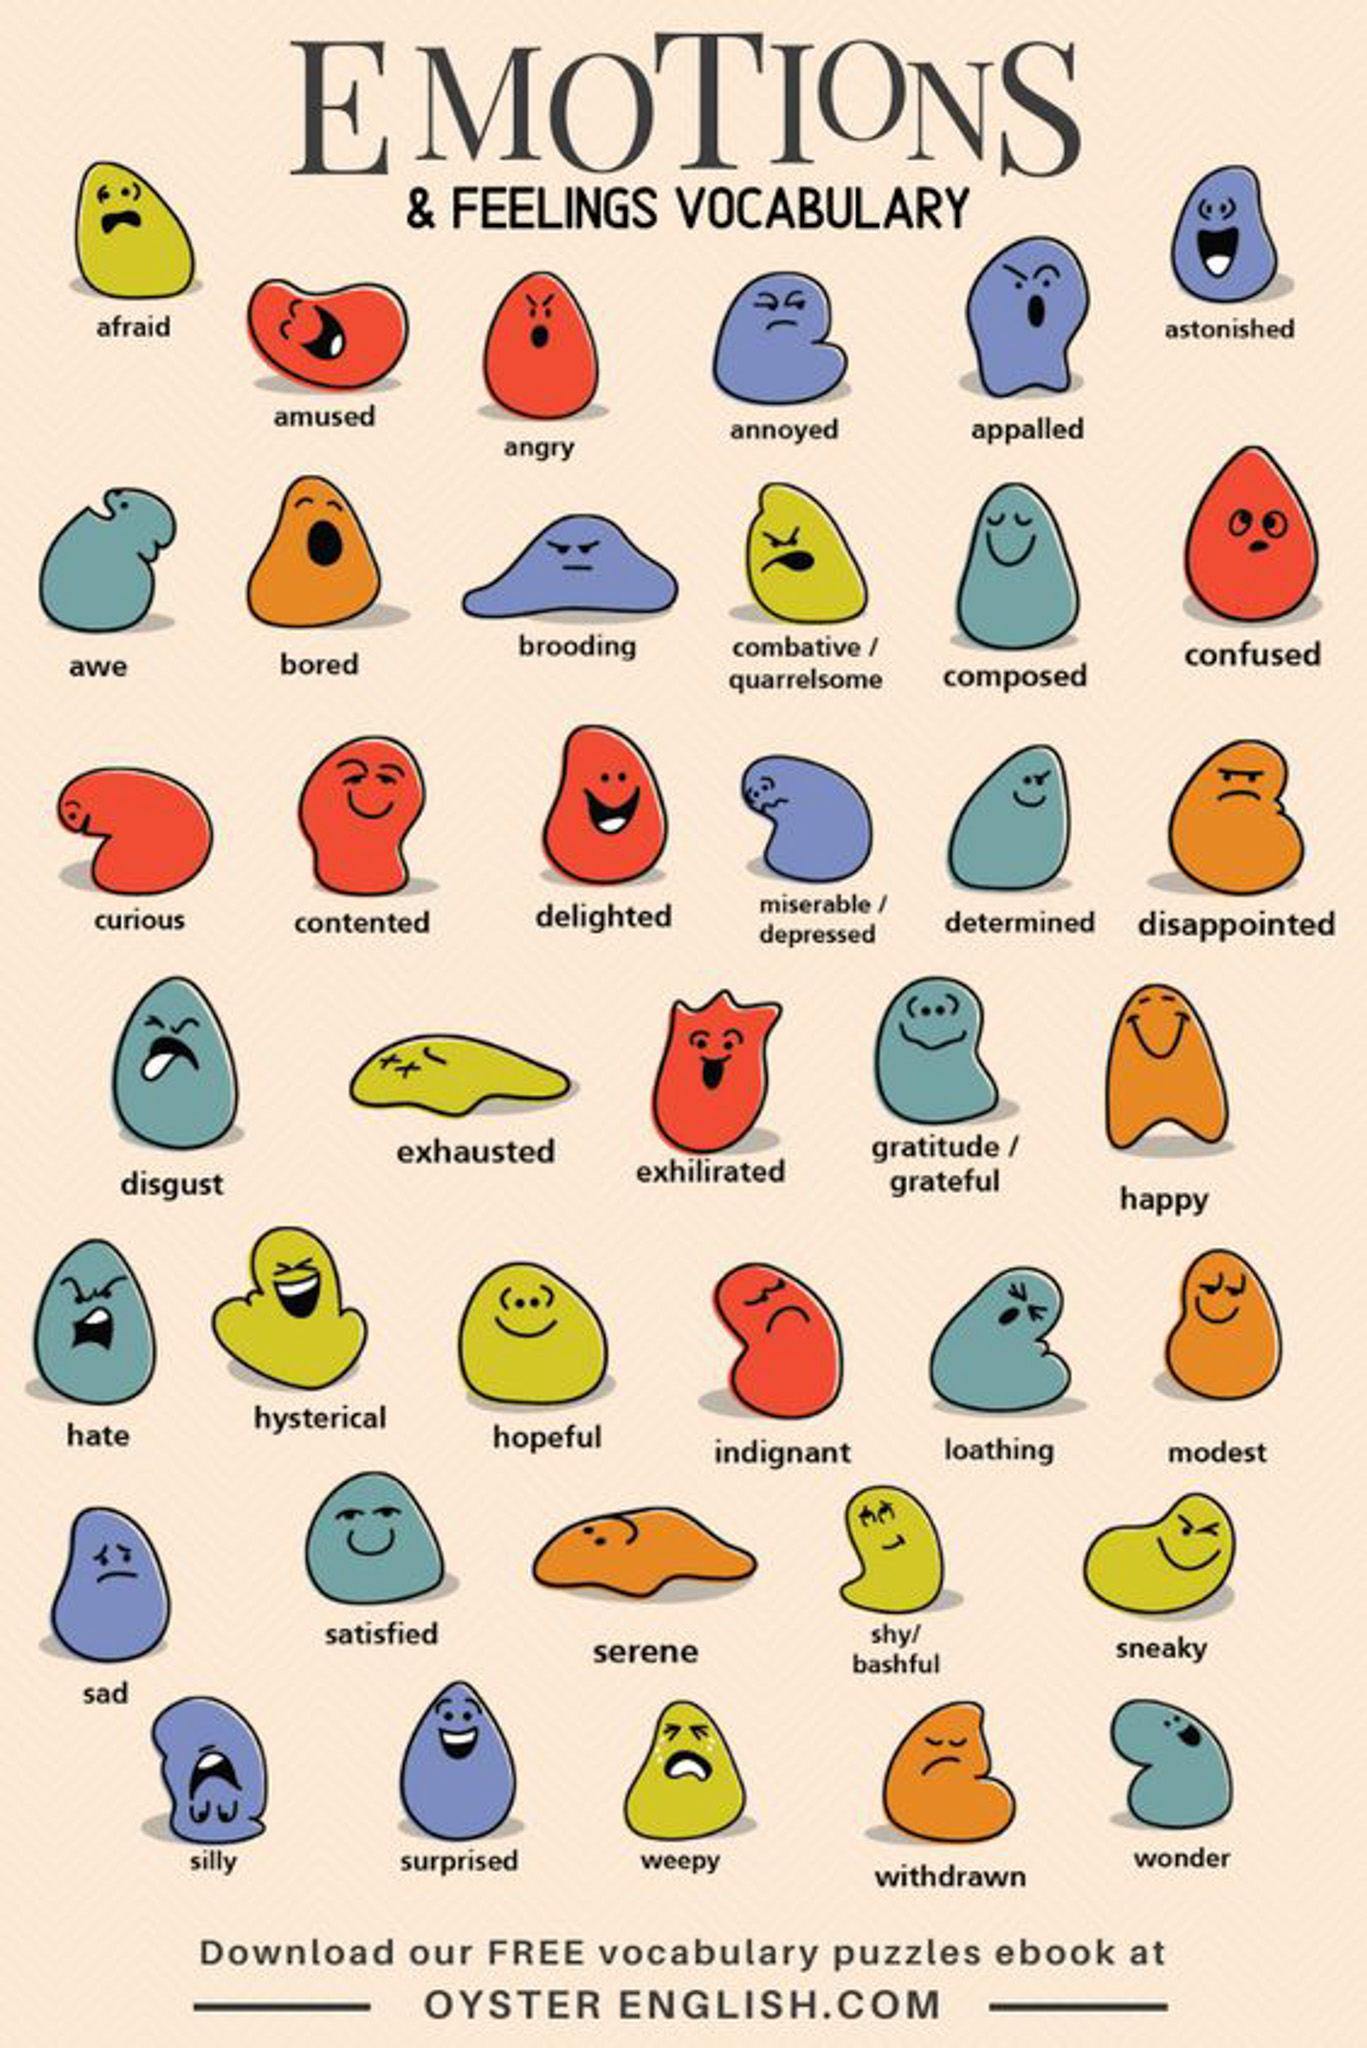 EMOTIONS
& FEELINGS VOCABULARY
afraid
amused
angry
annoyed
appalled
astonished
awe
bored
brooding
combative /
quarrelsome
composed
confused
curious
contented
delighted
miserable /
depressed
determined
disappointed
disgust
exhausted
exhilirated
gratitude /
grateful
happy
hate
hysterical
hopeful
indignant
loathing
modest
sad
satisfied
serene
shy/
bashful
sneaky
silly
surprised
weepy
withdrawn
wonder
Download our FREE vocabulary puzzles ebook at
OYSTER ENGLISH.COM